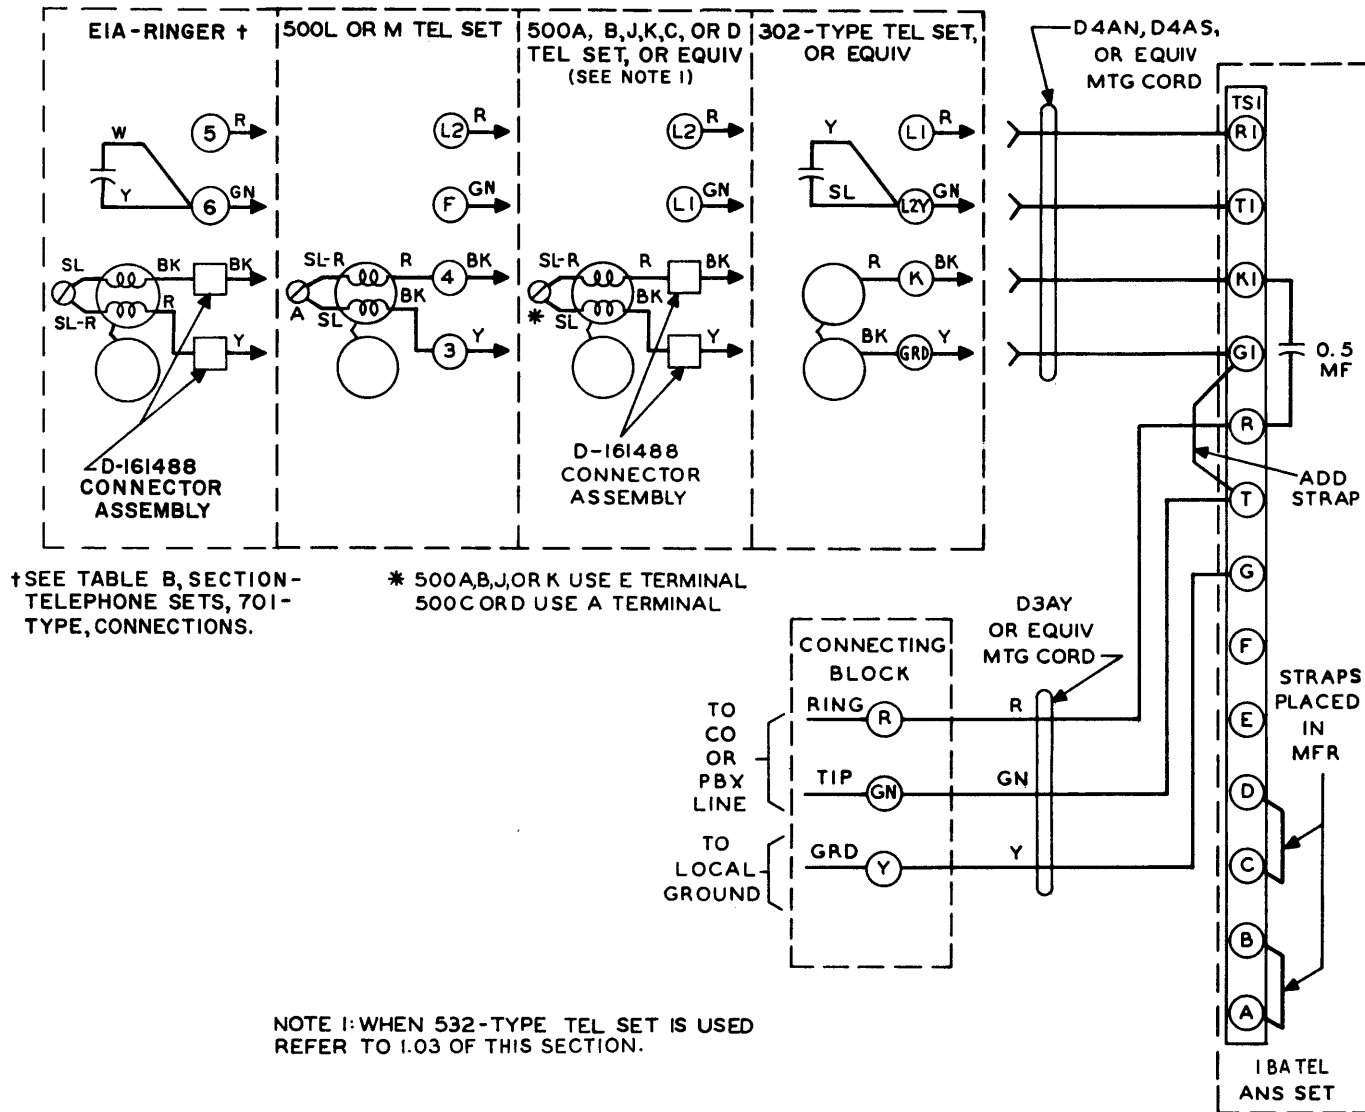 EIA-RINGER †
500L OR M TEL SET
500A, B,J,K,C, OR D
TEL SET, OR EQUIV
(SEE NOTE 1)
302-TYPE TEL SET,
OR EQUIV
D4AN, D4AS,
OR EQUIV
MTG CORD
TS1
W
Y
5
R
6
GN
SL
SL-R
BK
R
BK
Y
D-161488
CONNECTOR
ASSEMBLY
L2
R
F
GN
SL-R
SL
A
R
BK
4
BK
3
Y
L2
R
L1
GN
SL-R
SL
*
R
BK
BK
Y
D-161488
CONNECTOR
ASSEMBLY
Y
SL
L1
R
L2Y
GN
R
K
BK
BK
GRD
Y
R1
T1
K1
G1
R
T
G
F
E
D
C
B
A
0.5
MF
ADD
STRAP
STRAPS
PLACED
IN
MFR
1BA TEL
ANS SET
† SEE TABLE B, SECTION-
TELEPHONE SETS, 701-
TYPE, CONNECTIONS.
* 500A,B,J,OR K USE E TERMINAL
500C OR D USE A TERMINAL
D3AY
OR EQUIV
MTG CORD
CONNECTING
BLOCK
TO
CO
OR
PBX
LINE
RING
R
R
TIP
GN
GN
TO
LOCAL
GROUND
GRD
Y
Y
NOTE 1: WHEN 532-TYPE TEL SET IS USED
REFER TO 1.03 OF THIS SECTION.